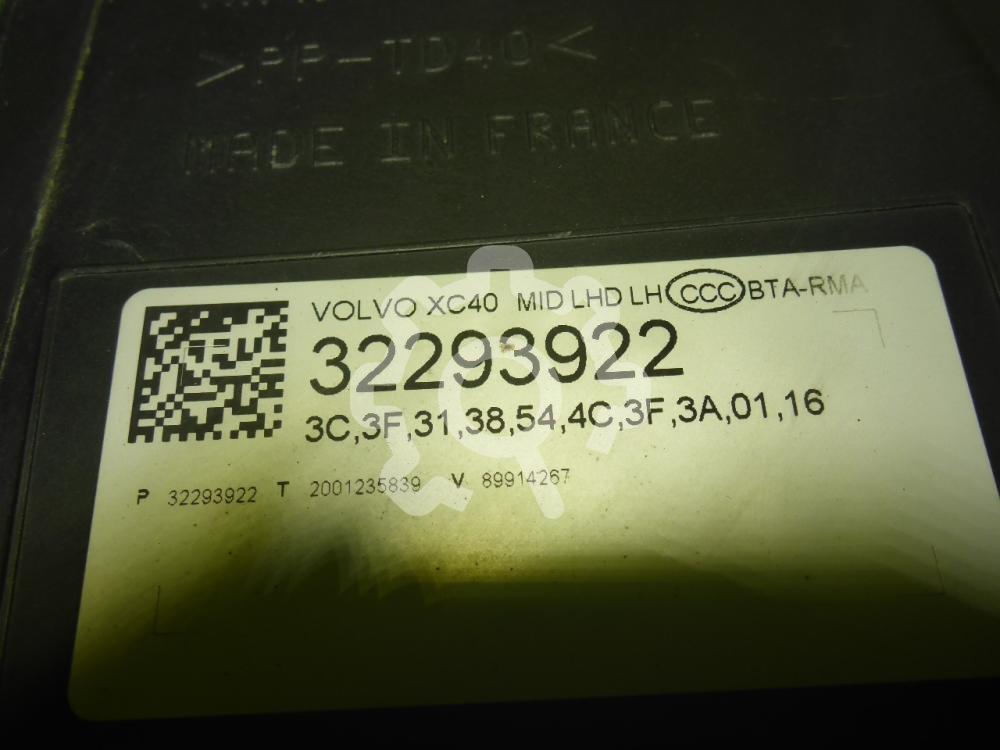 >PP-TD40<
MADE IN FRANCE
VOLVO XC40 MID LHD LH CCC BTA-RMA
32293922
3C,3F,31,38,54,4C,3F,3A,01,16
P 32293922 T 2001235839 V 89914267